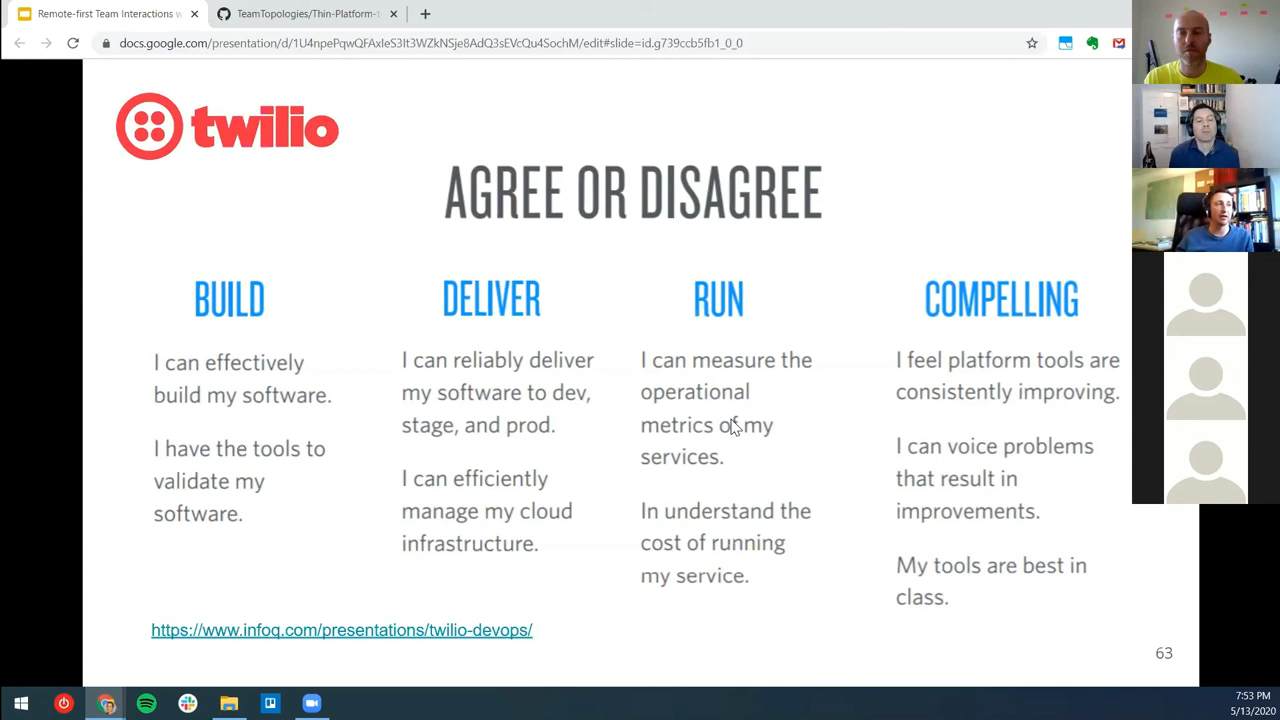 Remote-first Team Interactions w
TeamTopologies/Thin-Platform-t
docs.google.com/presentation/d/1U4npePqwQFAxleS3It3WZkNSje8AdQ3sEVcQu4SochM/edit#slide=id.g739ccb5fb1_0_0
twilio
AGREE OR DISAGREE
BUILD
I can effectively
build my software.
I have the tools to
validate my
software.
DELIVER
I can reliably deliver
my software to dev,
stage, and prod.
I can efficiently
manage my cloud
infrastructure.
RUN
I can measure the
operational
metrics of my
services.
In understand the
cost of running
my service.
COMPELLING
I feel platform tools are
consistently improving.
I can voice problems
that result in
improvements.
My tools are best in
class.
https://www.infoq.com/presentations/twilio-devops/
63
7:53 PM
5/13/2020